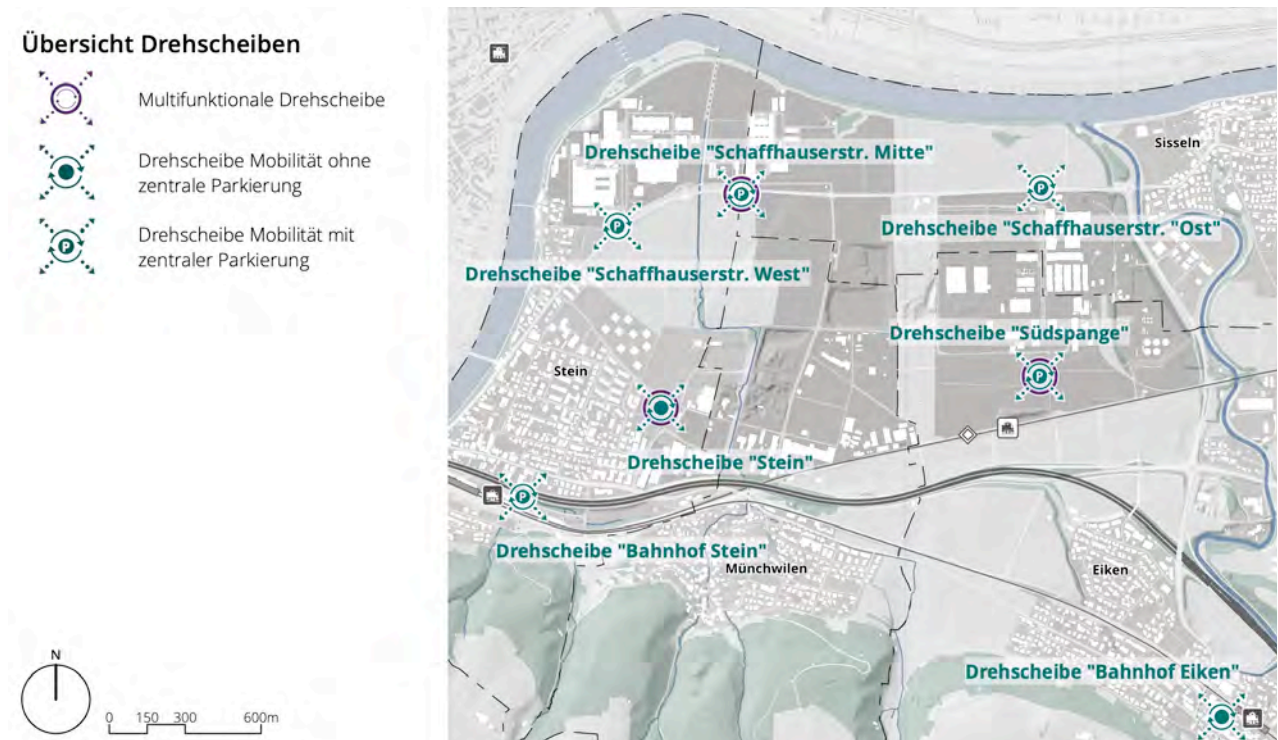 Übersicht Drehscheiben
Multifunktionale Drehscheibe
Drehscheibe Mobilität ohne
zentrale Parkierung
P
Drehscheibe Mobilität mit
zentraler Parkierung
N
0 150 300 600m
Sisseln
Drehscheibe "Schaffhauserstr. Mitte"
P
P
P
Drehscheibe "Schaffhauserstr. "Ost"
Drehscheibe "Schaffhauserstr. West"
Drehscheibe "Südspange"
Stein
P
Drehscheibe "Stein"
P
Drehscheibe "Bahnhof Stein"
Münchwilen
Eiken
Drehscheibe "Bahnhof Eiken"